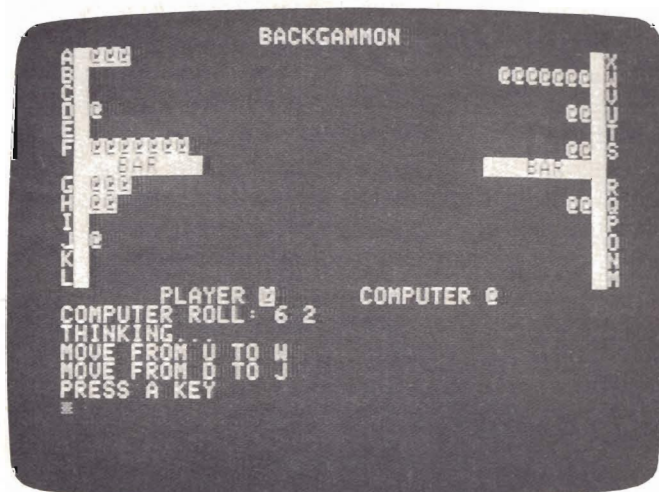 BACKGAMMON
A @@@ X
B @@@@@@@ W
C V
D @ @@ U
E T
F @@@@@@@ @@ S
BAR BAR
G @@@ R
H @@ @@ Q
I P
J @ O
K N
L M
PLAYER @ COMPUTER @
COMPUTER ROLL: 6 2
THINKING...
MOVE FROM U TO W
MOVE FROM D TO J
PRESS A KEY
*